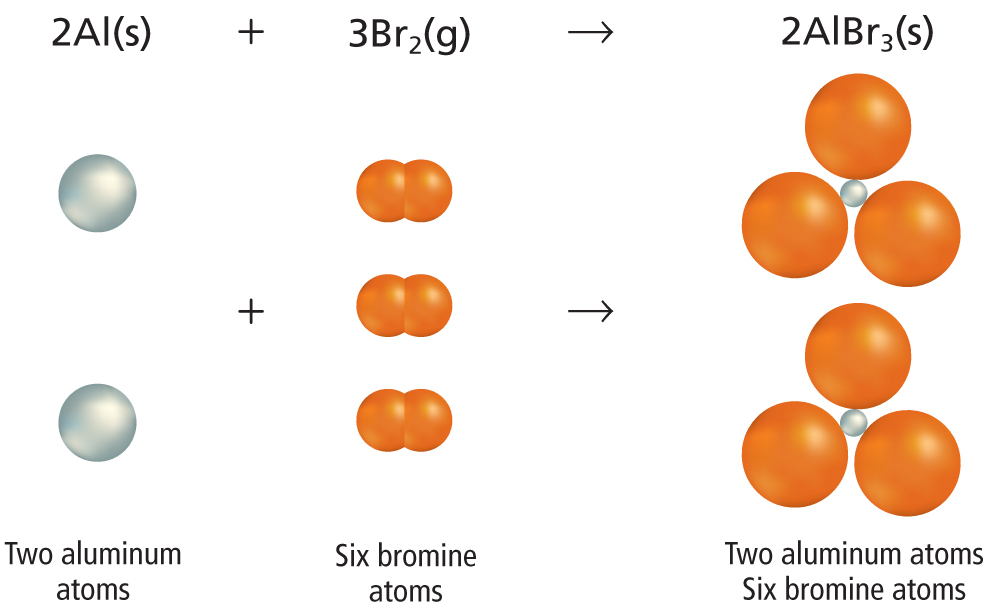 2Al(s) + 3Br₂(g) → 2AlBr₃(s)
+ →
Two aluminum
atoms
Six bromine
atoms
Two aluminum atoms
Six bromine atoms